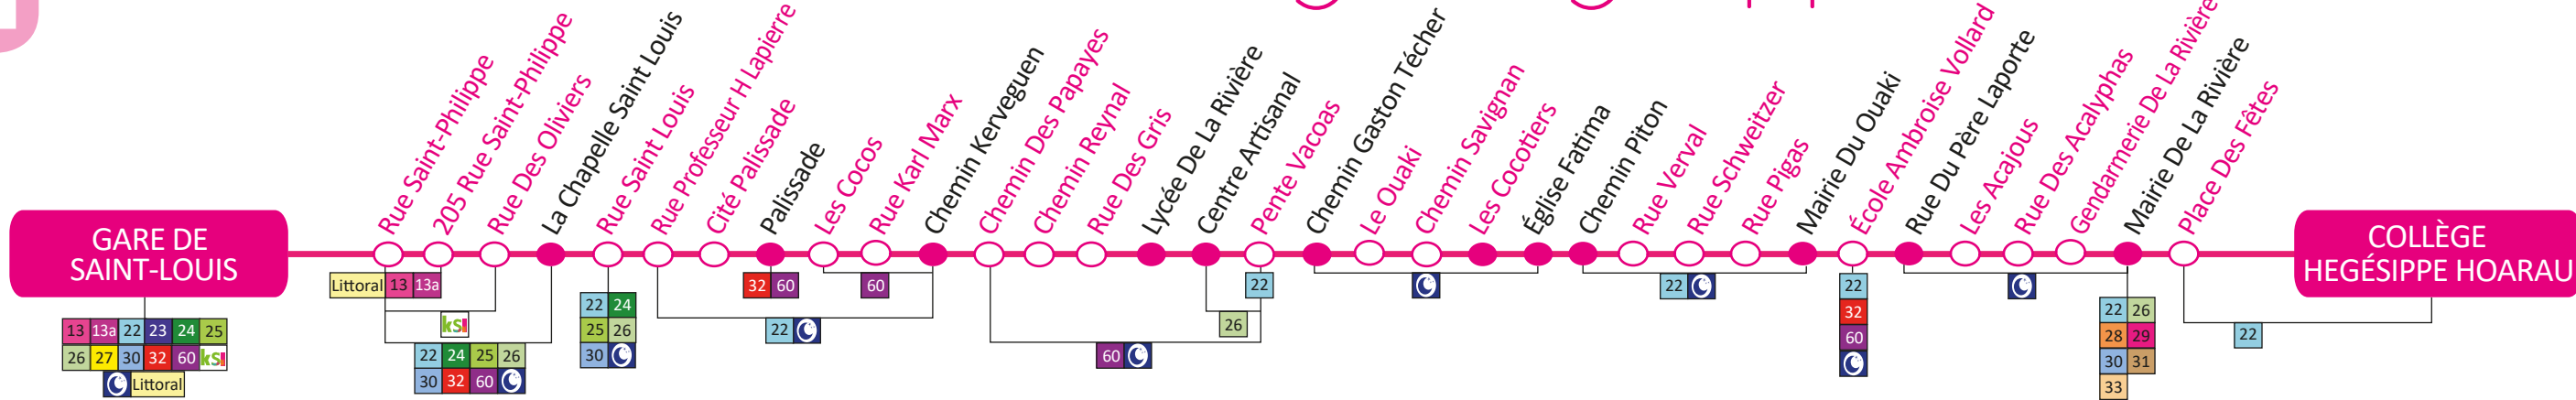 GARE DE
SAINT-LOUIS
Rue Saint-Philippe
205 Rue Saint-Philippe
Rue Des Oliviers
La Chapelle Saint Louis
Rue Saint Louis
Rue Professeur H Lapierre
Cité Palissade
Palissade
Les Cocos
Rue Karl Marx
Chemin Kerveguen
Chemin Des Papayes
Chemin Reynal
Rue Des Gris
Lycée De La Rivière
Centre Artisanal
Pente Vacoas
Chemin Gaston Técher
Le Ouaki
Chemin Savignan
Les Cocotiers
Église Fatima
Chemin Piton
Rue Verval
Rue Schweitzer
Rue Pigas
Mairie Du Ouaki
École Ambroise Vollard
Rue Du Père Laporte
Les Acajous
Rue Des Acalyphas
Gendarmerie De La Rivière
Mairie De La Rivière
Place Des Fêtes
COLLÈGE
HEGÉSIPPE HOARAU
13 13a 22 23 24 25
26 27 30 32 60 ksi
Littoral
Littoral 13 13a
ksi
22 24 25 26
30 32 60
22 24
25 26
30
32 60
22
60
60
22
26
22
22
32
60
22 26
28 29
30 31
33
22